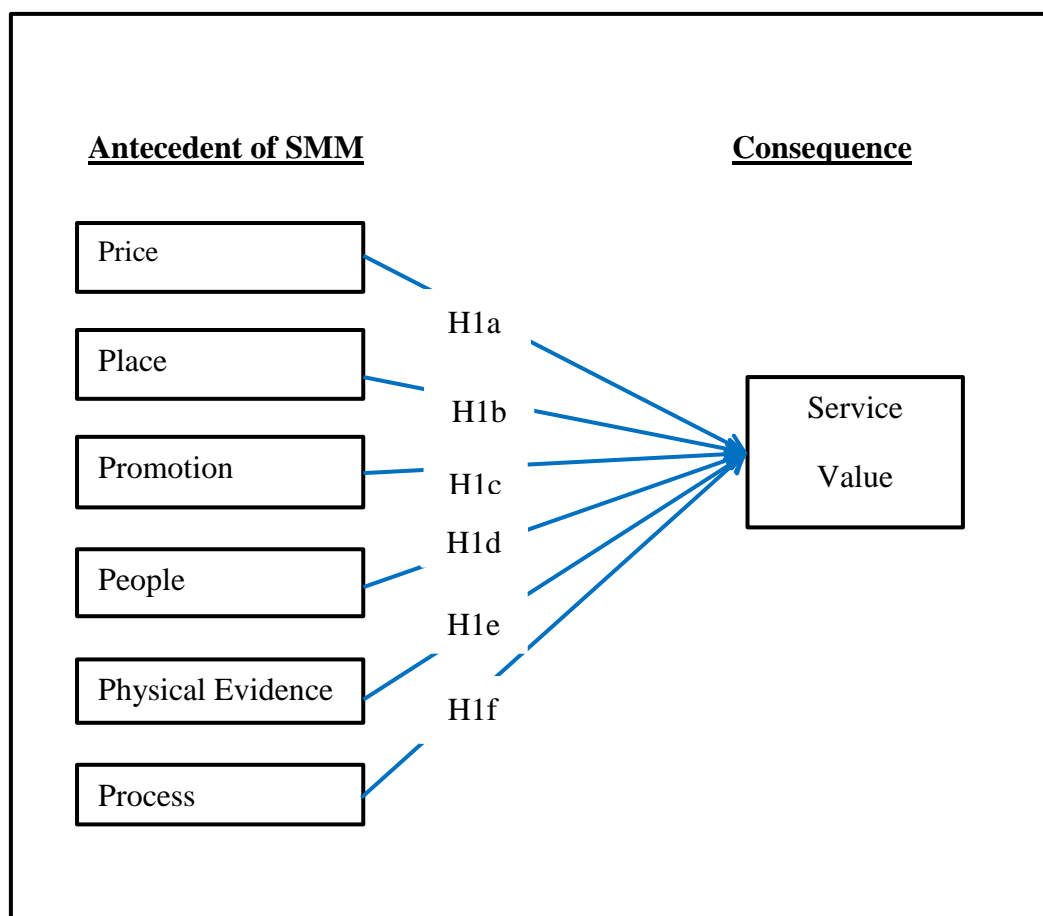 Antecedent of SMM
Consequence
Price
H1a
Place
H1b
Service
Value
Promotion
H1c
People
H1d
Physical Evidence
H1e
Process
H1f